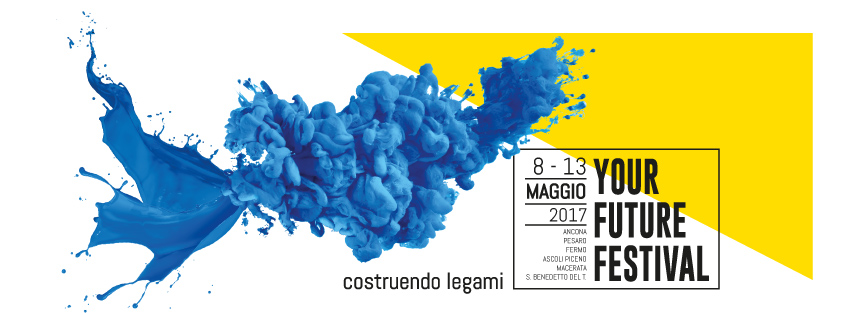 costruendo legami
8 - 13
MAGGIO
2017
ANCONA
PESARO
FERMO
ASCOLI PICENO
MACERATA
S. BENEDETTO DEL T.
YOUR
FUTURE
FESTIVAL